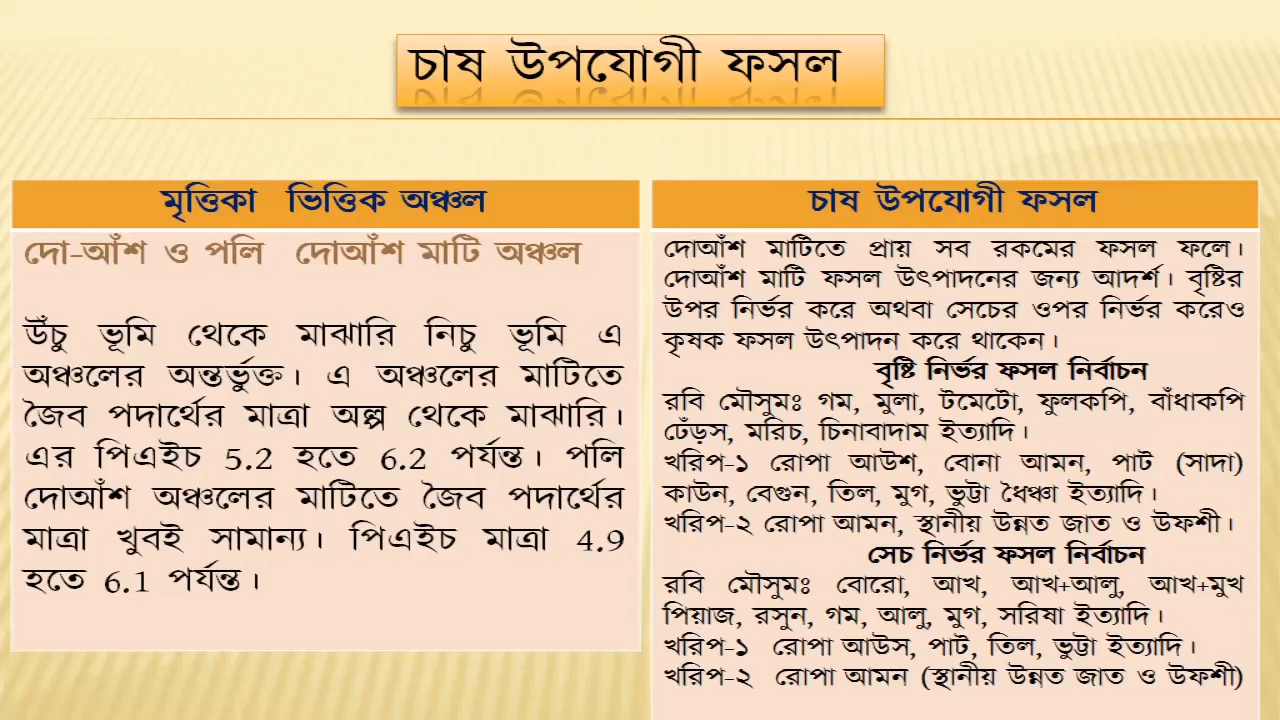 চাষ উপযোগী ফসল
মৃত্তিকা ভিত্তিক অঞ্চল
দো-আঁশ ও পলি দোআঁশ মাটি অঞ্চল
উঁচু ভূমি থেকে মাঝারি নিচু ভূমি এ
অঞ্চলের অন্তর্ভুক্ত। এ অঞ্চলের মাটিতে
জৈব পদার্থের মাত্রা অল্প থেকে মাঝারি।
এর পিএইচ 5.2 হতে 6.2 পর্যন্ত। পলি
দোআঁশ অঞ্চলের মাটিতে জৈব পদার্থের
মাত্রা খুবই সামান্য। পিএইচ মাত্রা 4.9
হতে 6.1 পর্যন্ত।
চাষ উপযোগী ফসল
দোআঁশ মাটিতে প্রায় সব রকমের ফসল ফলে।
দোআঁশ মাটি ফসল উৎপাদনের জন্য আদর্শ। বৃষ্টির
উপর নির্ভর করে অথবা সেচের ওপর নির্ভর করেও
কৃষক ফসল উৎপাদন করে থাকেন।
বৃষ্টি নির্ভর ফসল নির্বাচন
রবি মৌসুমঃ গম, মুলা, টমেটো, ফুলকপি, বাঁধাকপি
ঢেঁড়স, মরিচ, চিনাবাদাম ইত্যাদি।
খরিপ-১ রোপা আউশ, বোনা আমন, পাট (সাদা)
কাউন, বেগুন, তিল, মুগ, ভুট্টা ধৈঞ্চা ইত্যাদি।
খরিপ-২ রোপা আমন, স্থানীয় উন্নত জাত ও উফশী।
সেচ নির্ভর ফসল নির্বাচন
রবি মৌসুমঃ বোরো, আখ, আখ+আলু, আখ+মুখ
পিয়াজ, রসুন, গম, আলু, মুগ, সরিষা ইত্যাদি।
খরিপ-১ রোপা আউস, পাট, তিল, ভুট্টা ইত্যাদি।
খরিপ-২ রোপা আমন (স্থানীয় উন্নত জাত ও উফশী)